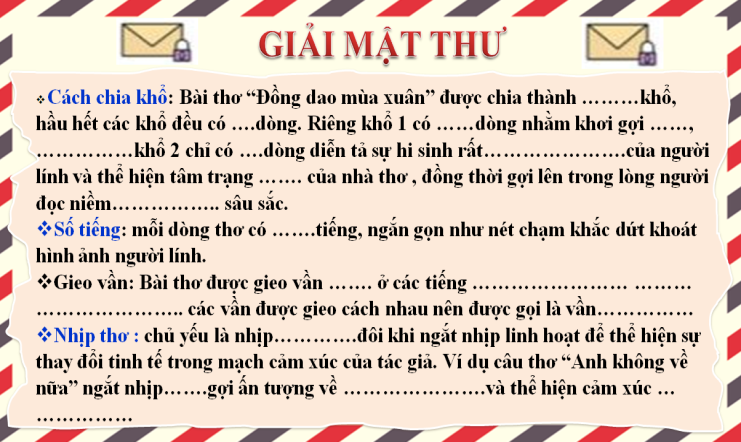 GIẢI MẬT THƯ
❖Cách chia khổ: Bài thơ “Đồng dao mùa xuân” được chia thành ………khổ,
hầu hết các khổ đều có ….dòng. Riêng khổ 1 có ……dòng nhằm khơi gợi ……,
……………khổ 2 chỉ có ….dòng diễn tả sự hi sinh rất………………….của người
lính và thể hiện tâm trạng ……. của nhà thơ , đồng thời gợi lên trong lòng người
đọc niềm…………….. sâu sắc.
❖Số tiếng: mỗi dòng thơ có …….tiếng, ngắn gọn như nét chạm khắc dứt khoát
hình ảnh người lính.
❖Gieo vần: Bài thơ được gieo vần ……. ở các tiếng …………………… ………
………………….. các vần được gieo cách nhau nên được gọi là vần……………
❖Nhịp thơ : chủ yếu là nhịp………….đôi khi ngắt nhịp linh hoạt để thể hiện sự
thay đổi tinh tế trong mạch cảm xúc của tác giả. Ví dụ câu thơ “Anh không về
nữa” ngắt nhịp…….gợi ấn tượng về ………………….và thể hiện cảm xúc …
……………